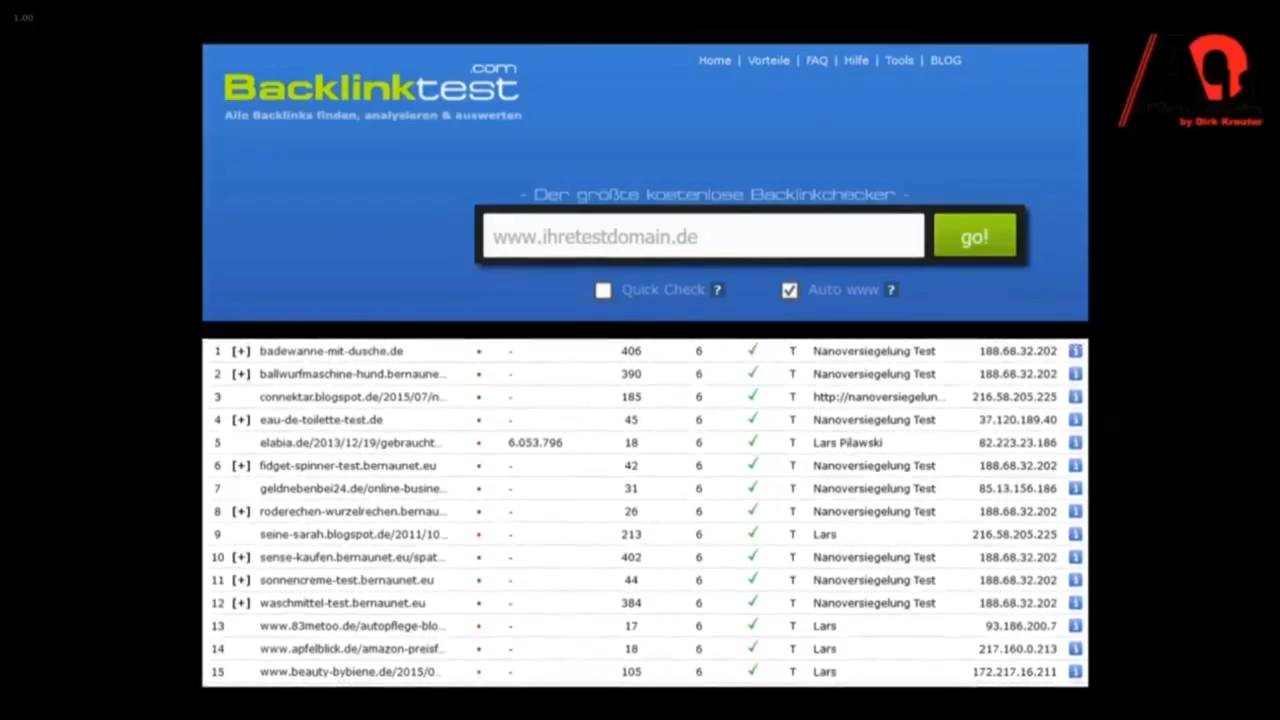 1.00
Home | Vorteile | FAQ | Hilfe | Tools | BLOG
.com
Backlinktest
Alle Backlinks finden, analysieren & auswerten
by Dirk Kreuter
- Der größte kostenlose Backlinkchecker -
www.ihretestdomain.de go!
Quick Check ? Auto www ?
1 [+] badewanne-mit-dusche.de • - 406 6 ✓ T Nanoversiegelung Test 188.68.32.202 i
2 [+] ballwurfmaschine-hund.bernaune... • - 390 6 ✓ T Nanoversiegelung Test 188.68.32.202 i
3 connektar.blogspot.de/2015/07/n... • - 185 6 ✓ T http://nanoversiegelun... 216.58.205.225 i
4 [+] eau-de-toilette-test.de • - 45 6 ✓ T Nanoversiegelung Test 37.120.189.40 i
5 elabia.de/2013/12/19/gebraucht... • 6.053.796 18 6 ✓ T Lars Pilawski 82.223.23.186 i
6 [+] fidget-spinner-test.bernaunet.eu • - 42 6 ✓ T Nanoversiegelung Test 188.68.32.202 i
7 geldnebenbei24.de/online-busine... • - 31 6 ✓ T Nanoversiegelung Test 85.13.156.186 i
8 [+] roderechen-wurzelrechen.bernau... • - 26 6 ✓ T Nanoversiegelung Test 188.68.32.202 i
9 seine-sarah.blogspot.de/2011/10... • - 213 6 ✓ T Lars 216.58.205.225 i
10 [+] sense-kaufen.bernaunet.eu/spat... • - 402 6 ✓ T Nanoversiegelung Test 188.68.32.202 i
11 [+] sonnencreme-test.bernaunet.eu • - 44 6 ✓ T Nanoversiegelung Test 188.68.32.202 i
12 [+] waschmittel-test.bernaunet.eu • - 384 6 ✓ T Nanoversiegelung Test 188.68.32.202 i
13 www.83metoo.de/autopflege-blo... • - 17 6 ✓ T Lars 93.186.200.7 i
14 www.apfelblick.de/amazon-preisf... • - 18 6 ✓ T Lars 217.160.0.213 i
15 www.beauty-bybiene.de/2015/0... • - 105 6 ✓ T Lars 172.217.16.211 i